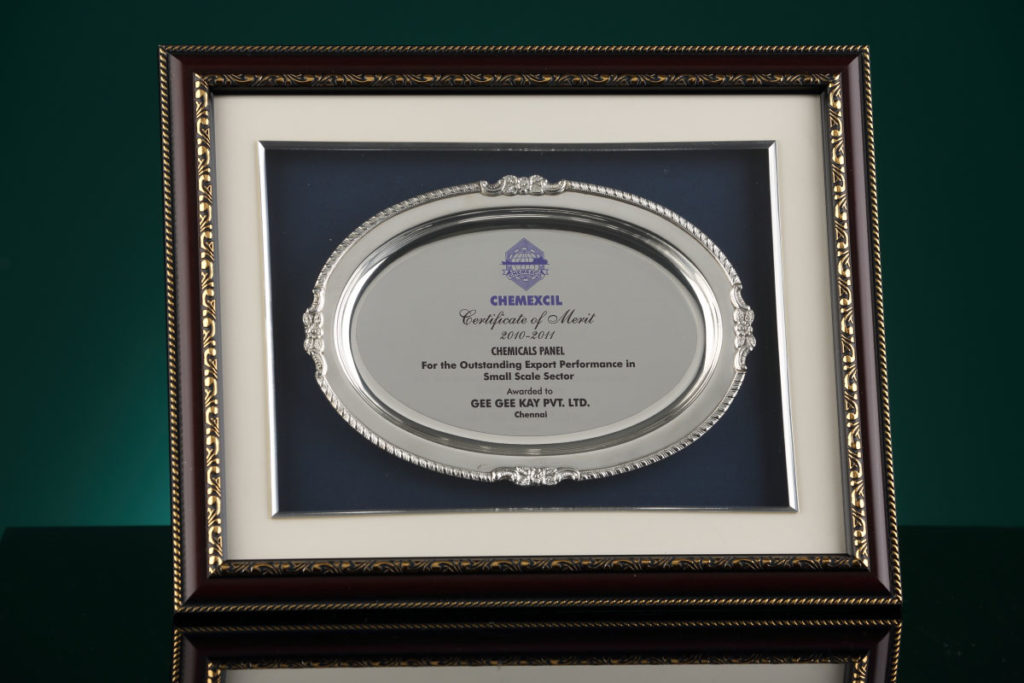 CHEMEXCIL
Certificate of Merit
2010-2011
CHEMICALS PANEL
For the Outstanding Export Performance in
Small Scale Sector
Awarded to
GEE GEE KAY PVT. LTD.
Chennai